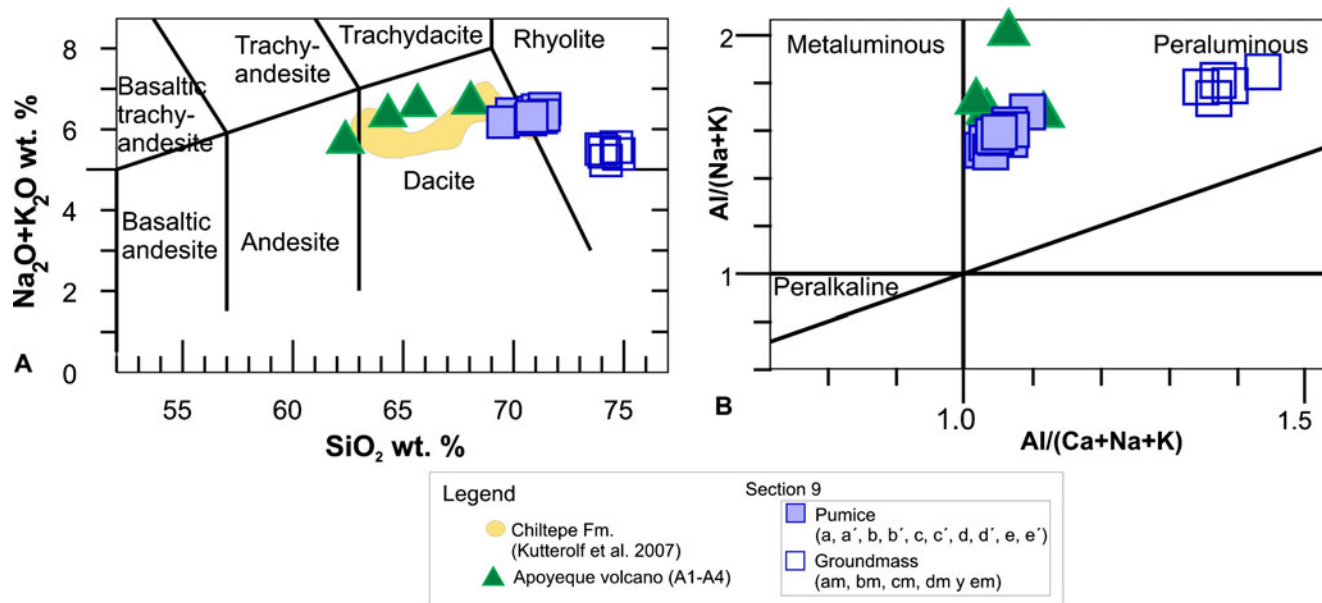 Na₂O+K₂O wt. %
8
6
4
2
0
Trachy-
andesite
Trachydacite
Rhyolite
Basaltic
trachy-
andesite
Dacite
Basaltic
andesite
Andesite
A
55
60
65
70
75
SiO₂ wt. %
Al/(Na+K)
2
1
Metaluminous
Peraluminous
Peralkaline
B
1.0
1.5
Al/(Ca+Na+K)
Legend
Chiltepe Fm.
(Kutterolf et al. 2007)
Apoyeque volcano (A1-A4)
Section 9
Pumice
(a, a´, b, b´, c, c´, d, d´, e, e´)
Groundmass
(am, bm, cm, dm y em)